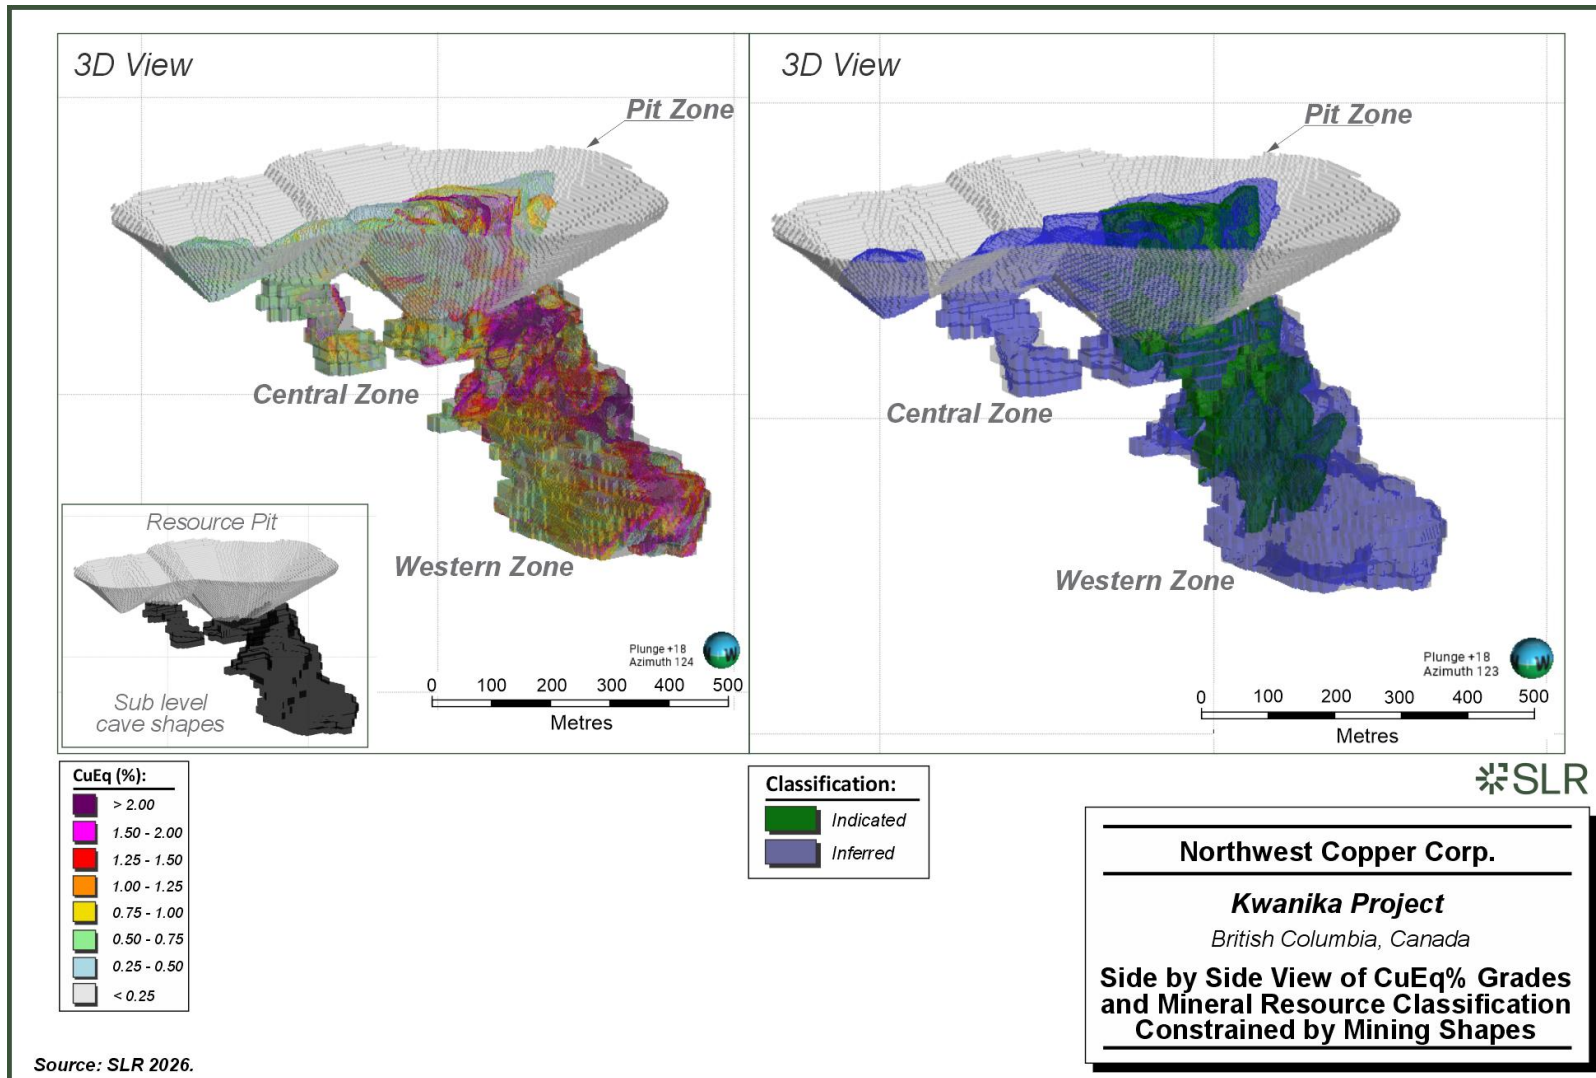 3D View
Pit Zone
Central Zone
Western Zone
Resource Pit
Sub level
cave shapes
Plunge +18
Azimuth 124
W
0 100 200 300 400 500
Metres
3D View
Pit Zone
Central Zone
Western Zone
Plunge +18
Azimuth 123
W
0 100 200 300 400 500
Metres
CuEq (%):
> 2.00
1.50 - 2.00
1.25 - 1.50
1.00 - 1.25
0.75 - 1.00
0.50 - 0.75
0.25 - 0.50
< 0.25
Classification:
Indicated
Inferred
SLR
Northwest Copper Corp.
Kwanika Project
British Columbia, Canada
Side by Side View of CuEq% Grades
and Mineral Resource Classification
Constrained by Mining Shapes
Source: SLR 2026.